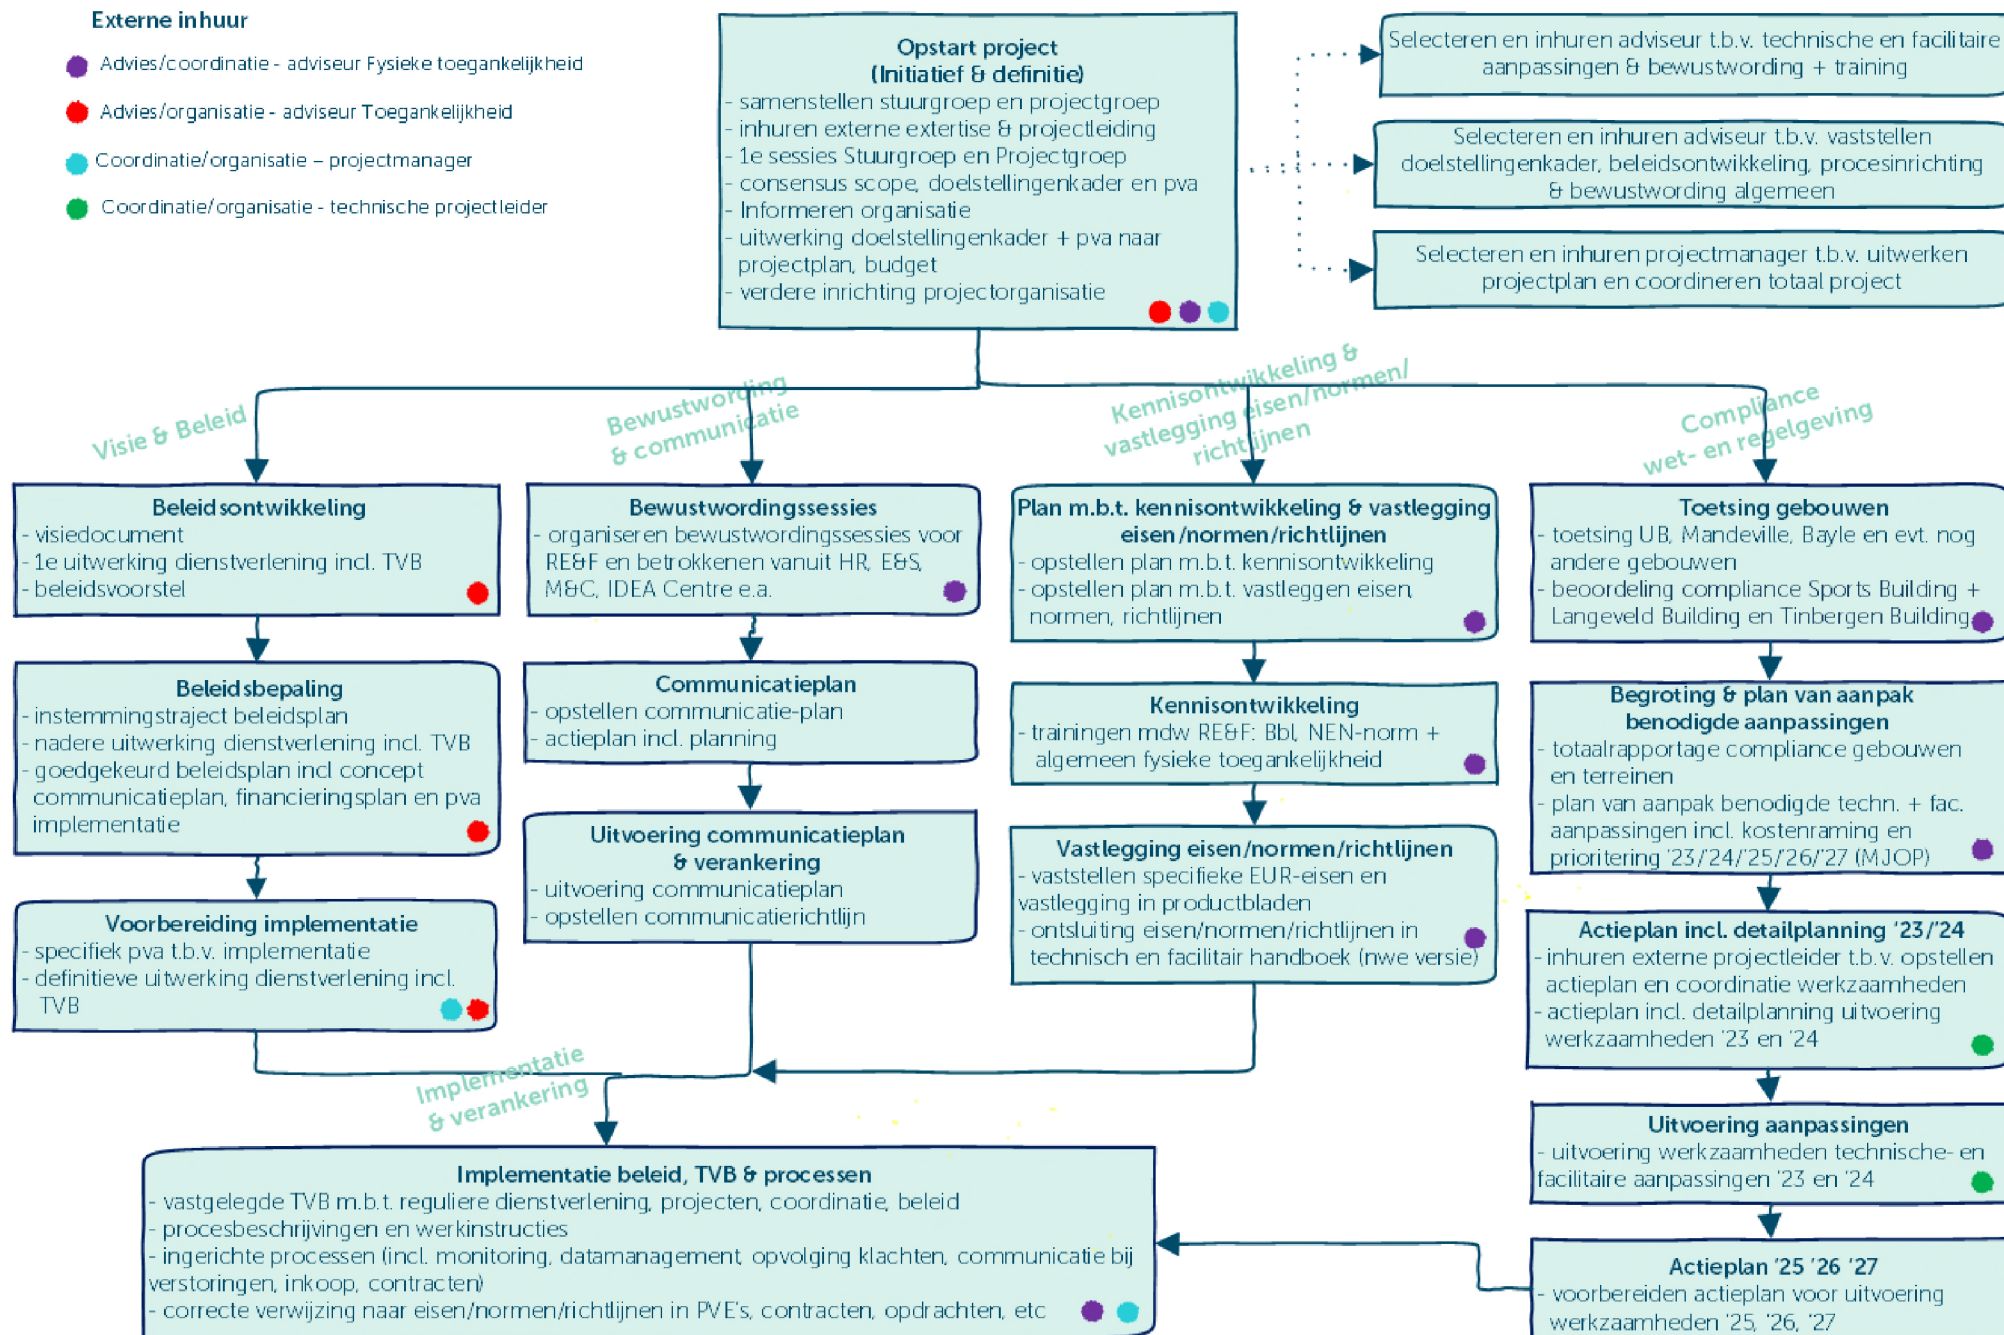 Externe inhuur
Advies/coordinatie - adviseur Fysieke toegankelijkheid
Advies/organisatie - adviseur Toegankelijkheid
Coordinatie/organisatie – projectmanager
Coordinatie/organisatie - technische projectleider
Opstart project
(Initiatief & definitie)
- samenstellen stuurgroep en projectgroep
- inhuren externe extertise & projectleiding
- 1e sessies Stuurgroep en Projectgroep
- consensus scope, doelstellingenkader en pva
- Informeren organisatie
- uitwerking doelstellingenkader + pva naar
projectplan, budget
- verdere inrichting projectorganisatie
Selecteren en inhuren adviseur t.b.v. technische en facilitaire
aanpassingen & bewustwording + training
Selecteren en inhuren adviseur t.b.v. vaststellen
doelstellingenkader, beleidsontwikkeling, procesinrichting
& bewustwording algemeen
Selecteren en inhuren projectmanager t.b.v. uitwerken
projectplan en coordineren totaal project
Visie & Beleid
Beleidsontwikkeling
- visiedocument
- 1e uitwerking dienstverlening incl. TVB
- beleidsvoorstel
Beleidsbepaling
- instemmingstraject beleidsplan
- nadere uitwerking dienstverlening incl. TVB
- goedgekeurd beleidsplan incl concept
communicatieplan, financieringsplan en pva
implementatie
Voorbereiding implementatie
- specifiek pva t.b.v. implementatie
- definitieve uitwerking dienstverlening incl.
TVB
Bewustwording
& communicatie
Bewustwordingssessies
- organiseren bewustwordingssessies voor
RE&F en betrokkenen vanuit HR, E&S,
M&C, IDEA Centre e.a.
Communicatieplan
- opstellen communicatie-plan
- actieplan incl. planning
Uitvoering communicatieplan
& verankering
- uitvoering communicatieplan
- opstellen communicatierichtlijn
Kennisontwikkeling &
vastlegging eisen/normen/
richtlijnen
Plan m.b.t. kennisontwikkeling & vastlegging
eisen/normen/richtlijnen
- opstellen plan m.b.t. kennisontwikkeling
- opstellen plan m.b.t. vastleggen eisen,
normen, richtlijnen
Kennisontwikkeling
- trainingen mdw RE&F: Bbl, NEN-norm +
algemeen fysieke toegankelijkheid
Vastlegging eisen/normen/richtlijnen
- vaststellen specifieke EUR-eisen en
vastlegging in productbladen
- ontsluiting eisen/normen/richtlijnen in
technisch en facilitair handboek (nwe versie)
Compliance
wet- en regelgeving
Toetsing gebouwen
- toetsing UB, Mandeville, Bayle en evt. nog
andere gebouwen
- beoordeling compliance Sports Building +
Langeveld Building en Tinbergen Building
Begroting & plan van aanpak
benodigde aanpassingen
- totaalrapportage compliance gebouwen
en terreinen
- plan van aanpak benodigde techn. + fac.
aanpassingen incl. kostenraming en
prioritering '23/'24/'25/'26/'27 (MJOP)
Actieplan incl. detailplanning '23/'24
- inhuren externe projectleider t.b.v. opstellen
actieplan en coordinatie werkzaamheden
- actieplan incl. detailplanning uitvoering
werkzaamheden '23 en '24
Uitvoering aanpassingen
- uitvoering werkzaamheden technische- en
facilitaire aanpassingen '23 en '24
Actieplan '25 '26 '27
- voorbereiden actieplan voor uitvoering
werkzaamheden '25, '26, '27
Implementatie
& verankering
Implementatie beleid, TVB & processen
- vastgelegde TVB m.b.t. reguliere dienstverlening, projecten, coordinatie, beleid
- procesbeschrijvingen en werkinstructies
- ingerichte processen (incl. monitoring, datamanagement, opvolging klachten, communicatie bij
verstoringen, inkoop, contracten)
- correcte verwijzing naar eisen/normen/richtlijnen in PVE's, contracten, opdrachten, etc